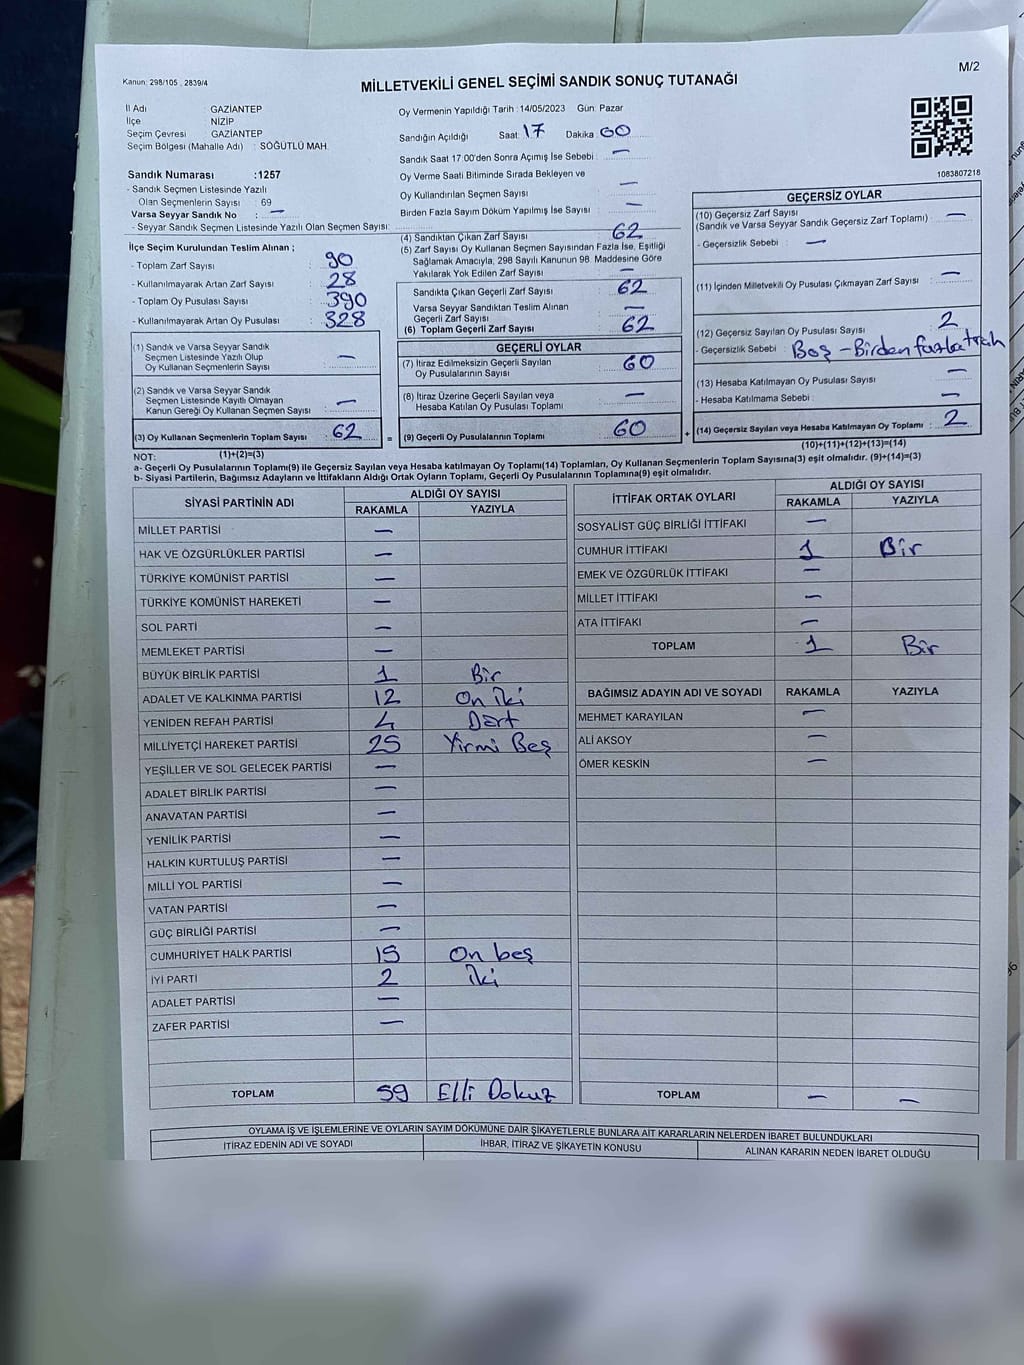 Kanun: 298/105 , 2839/4
MİLLETVEKİLİ GENEL SEÇİMİ SANDIK SONUÇ TUTANAĞI
M/2
İl Adı GAZİANTEP
İlçe NİZİP
Seçim Çevresi GAZİANTEP
Seçim Bölgesi (Mahalle Adı) : SÖĞÜTLÜ MAH.
Sandık Numarası :1257
- Sandık Seçmen Listesinde Yazılı
Olan Seçmenlerin Sayısı : 69
Varsa Seyyar Sandık No : —
- Seyyar Sandık Seçmen Listesinde Yazılı Olan Seçmen Sayısı:
İlçe Seçim Kurulundan Teslim Alınan ;
- Toplam Zarf Sayısı : 90
- Kullanılmayarak Artan Zarf Sayısı : 28
- Toplam Oy Pusulası Sayısı : 390
- Kullanılmayarak Artan Oy Pusulası : 328
(1) Sandık ve Varsa Seyyar Sandık
Seçmen Listesinde Yazılı Olup
Oy Kullanan Seçmenlerin Sayısı : —
(2) Sandık ve Varsa Seyyar Sandık
Seçmen Listesinde Kayıtlı Olmayan
Kanun Gereği Oy Kullanan Seçmen Sayısı : —
(3) Oy Kullanan Seçmenlerin Toplam Sayısı : 62
(1)+(2)=(3)
Oy Vermenin Yapıldığı Tarih :14/05/2023 Gün: Pazar
Sandığın Açıldığı Saat: 17 Dakika: 00
Sandık Saat 17:00'den Sonra Açımış İse Sebebi : —
Oy Verme Saati Bitiminde Sırada Bekleyen ve
Oy Kullandırılan Seçmen Sayısı : —
Birden Fazla Sayım Döküm Yapılmış İse Sayısı : —
(4) Sandıktan Çıkan Zarf Sayısı : 62
(5) Zarf Sayısı Oy Kullanan Seçmen Sayısından Fazla İse, Eşitliği
Sağlamak Amacıyla, 298 Sayılı Kanunun 98. Maddesine Göre
Yakılarak Yok Edilen Zarf Sayısı : —
Sandıkta Çıkan Geçerli Zarf Sayısı : 62
Varsa Seyyar Sandıktan Teslim Alınan
Geçerli Zarf Sayısı : —
(6) Toplam Geçerli Zarf Sayısı : 62
GEÇERLİ OYLAR
(7) İtiraz Edilmeksizin Geçerli Sayılan
Oy Pusulalarının Sayısı : 60
(8) İtiraz Üzerine Geçerli Sayılan veya
Hesaba Katılan Oy Pusulası Toplamı : —
= (9) Geçerli Oy Pusulalarının Toplamı : 60
1083807218
GEÇERSİZ OYLAR
(10) Geçersiz Zarf Sayısı
(Sandık ve Varsa Seyyar Sandık Geçersiz Zarf Toplamı) : —
- Geçersizlik Sebebi : —
(11) İçinden Milletvekili Oy Pusulası Çıkmayan Zarf Sayısı : —
(12) Geçersiz Sayılan Oy Pusulası Sayısı : 2
- Geçersizlik Sebebi : Boş - Birden fazla
(13) Hesaba Katılmayan Oy Pusulası Sayısı : —
- Hesaba Katılmama Sebebi : —
+ (14) Geçersiz Sayılan veya Hesaba Katılmayan Oy Toplamı : 2
(10)+(11)+(12)+(13)=(14)
NOT:
a- Geçerli Oy Pusulalarının Toplamı(9) ile Geçersiz Sayılan veya Hesaba katılmayan Oy Toplamı(14) Toplamları, Oy Kullanan Seçmenlerin Toplam Sayısına(3) eşit olmalıdır. (9)+(14)=(3)
b- Siyasi Partilerin, Bağımsız Adayların ve İttifakların Aldığı Ortak Oyların Toplamı, Geçerli Oy Pusulalarının Toplamına(9) eşit olmalıdır.
SİYASİ PARTİNİN ADI ALDIĞI OY SAYISI
RAKAMLA YAZIYLA
MİLLET PARTİSİ —
HAK VE ÖZGÜRLÜKLER PARTİSİ —
TÜRKİYE KOMÜNİST PARTİSİ —
TÜRKİYE KOMÜNİST HAREKETİ —
SOL PARTİ —
MEMLEKET PARTİSİ —
BÜYÜK BİRLİK PARTİSİ 1 Bir
ADALET VE KALKINMA PARTİSİ 12 On iki
YENİDEN REFAH PARTİSİ 4 Dört
MİLLİYETÇİ HAREKET PARTİSİ 25 Yirmi Beş
YEŞİLLER VE SOL GELECEK PARTİSİ —
ADALET BİRLİK PARTİSİ —
ANAVATAN PARTİSİ —
YENİLİK PARTİSİ —
HALKIN KURTULUŞ PARTİSİ —
MİLLİ YOL PARTİSİ —
VATAN PARTİSİ —
GÜÇ BİRLİĞİ PARTİSİ —
CUMHURİYET HALK PARTİSİ 15 On beş
İYİ PARTİ 2 İki
ADALET PARTİSİ —
ZAFER PARTİSİ —
TOPLAM 59 Elli Dokuz
İTTİFAK ORTAK OYLARI ALDIĞI OY SAYISI
RAKAMLA YAZIYLA
SOSYALİST GÜÇ BİRLİĞİ İTTİFAKI —
CUMHUR İTTİFAKI 1 Bir
EMEK VE ÖZGÜRLÜK İTTİFAKI —
MİLLET İTTİFAKI —
ATA İTTİFAKI —
TOPLAM 1 Bir
BAĞIMSIZ ADAYIN ADI VE SOYADI RAKAMLA YAZIYLA
MEHMET KARAYILAN —
ALİ AKSOY —
ÖMER KESKİN —
TOPLAM — —
OYLAMA İŞ VE İŞLEMLERİNE VE OYLARIN SAYIM DÖKÜMÜNE DAİR ŞİKAYETLERLE BUNLARA AİT KARARLARIN NELERDEN İBARET BULUNDUKLARI
İTİRAZ EDENİN ADI VE SOYADI İHBAR, İTİRAZ VE ŞİKAYETİN KONUSU ALINAN KARARIN NEDEN İBARET OLDUĞU